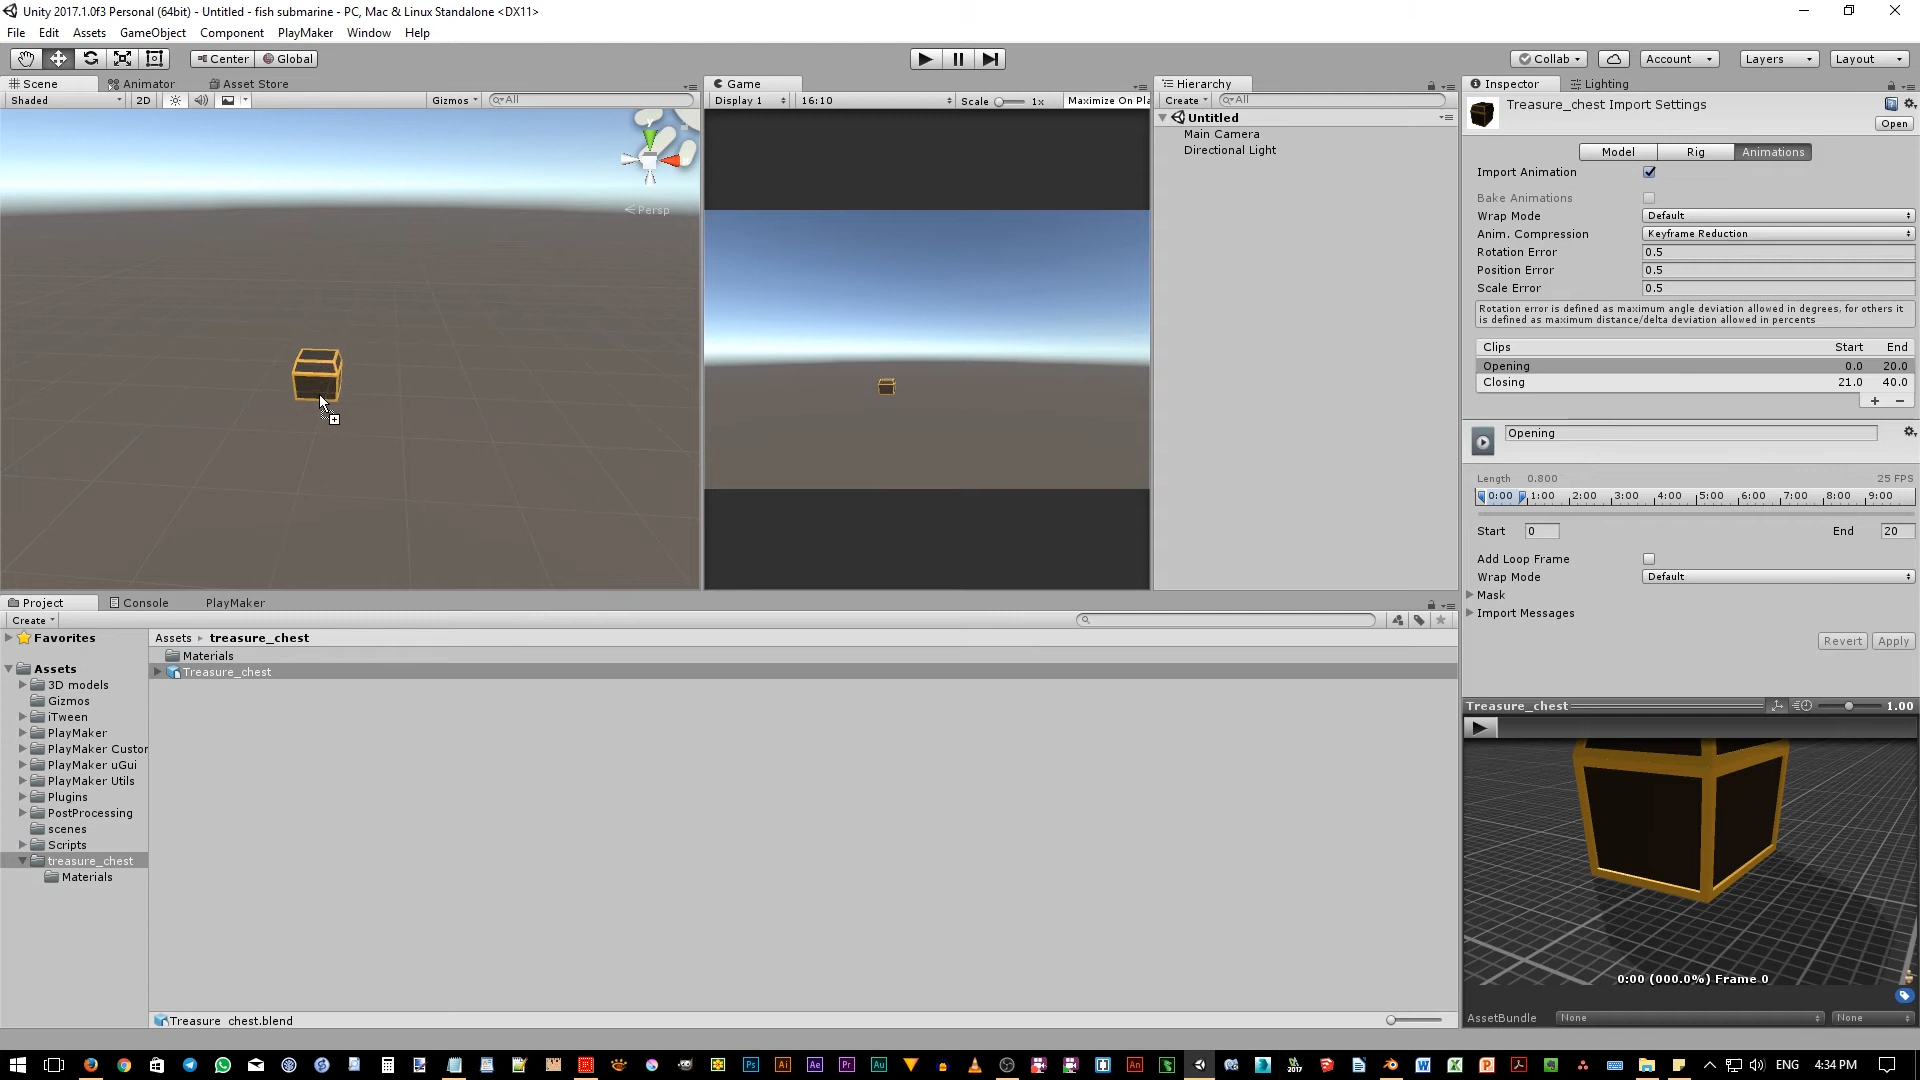 Unity 2017.1.0f3 Personal (64bit) - Untitled - fish submarine - PC, Mac & Linux Standalone <DX11>
File Edit Assets GameObject Component PlayMaker Window Help
Center Global
Collab Account Layers Layout
Scene Animator Asset Store
Shaded 2D Gizmos All
y
Persp
Game
Display 1 16:10 Scale 1x Maximize On Pla
Hierarchy
Create All
Untitled
Main Camera
Directional Light
Inspector Lighting
Treasure_chest Import Settings
Open
Model Rig Animations
Import Animation
Bake Animations
Wrap Mode Default
Anim. Compression Keyframe Reduction
Rotation Error 0.5
Position Error 0.5
Scale Error 0.5
Rotation error is defined as maximum angle deviation allowed in degrees, for others it
is defined as maximum distance/delta deviation allowed in percents
Clips Start End
Opening 0.0 20.0
Closing 21.0 40.0
+ −
Opening
Length 0.800 25 FPS
0:00 1:00 2:00 3:00 4:00 5:00 6:00 7:00 8:00 9:00
Start 0 End 20
Add Loop Frame
Wrap Mode Default
Mask
Import Messages
Revert Apply
Treasure_chest 1.00
0:00 (000.0%) Frame 0
AssetBundle None None
Project Console PlayMaker
Create
Favorites
Assets
3D models
Gizmos
iTween
PlayMaker
PlayMaker Custor
PlayMaker uGui
PlayMaker Utils
Plugins
PostProcessing
scenes
Scripts
treasure_chest
Materials
Assets treasure_chest
Materials
Treasure_chest
Treasure_chest.blend
Ps Ai Ae Pr Au An 2017 ENG 4:34 PM